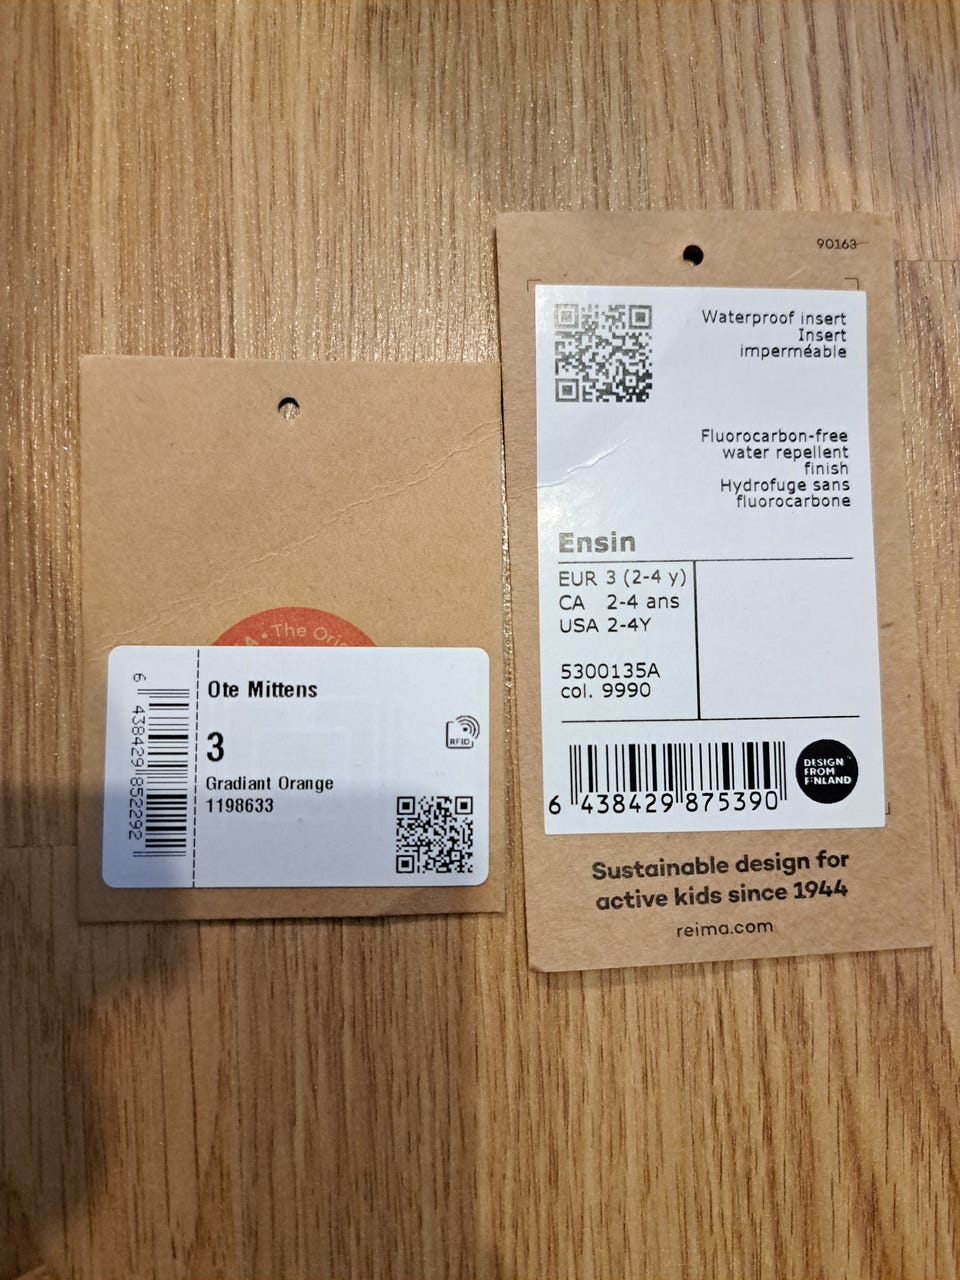 A • The Orig
Ote Mittens
3
RFID
Gradiant Orange
1198633
6 438429 852292
90163
Waterproof insert
Insert
imperméable
Fluorocarbon-free
water repellent
finish
Hydrofuge sans
fluorocarbone
Ensin
EUR 3 (2-4 y)
CA 2-4 ans
USA 2-4Y
5300135A
col. 9990
6 438429 875390
DESIGN
FROM
FINLAND
Sustainable design for
active kids since 1944
reima.com